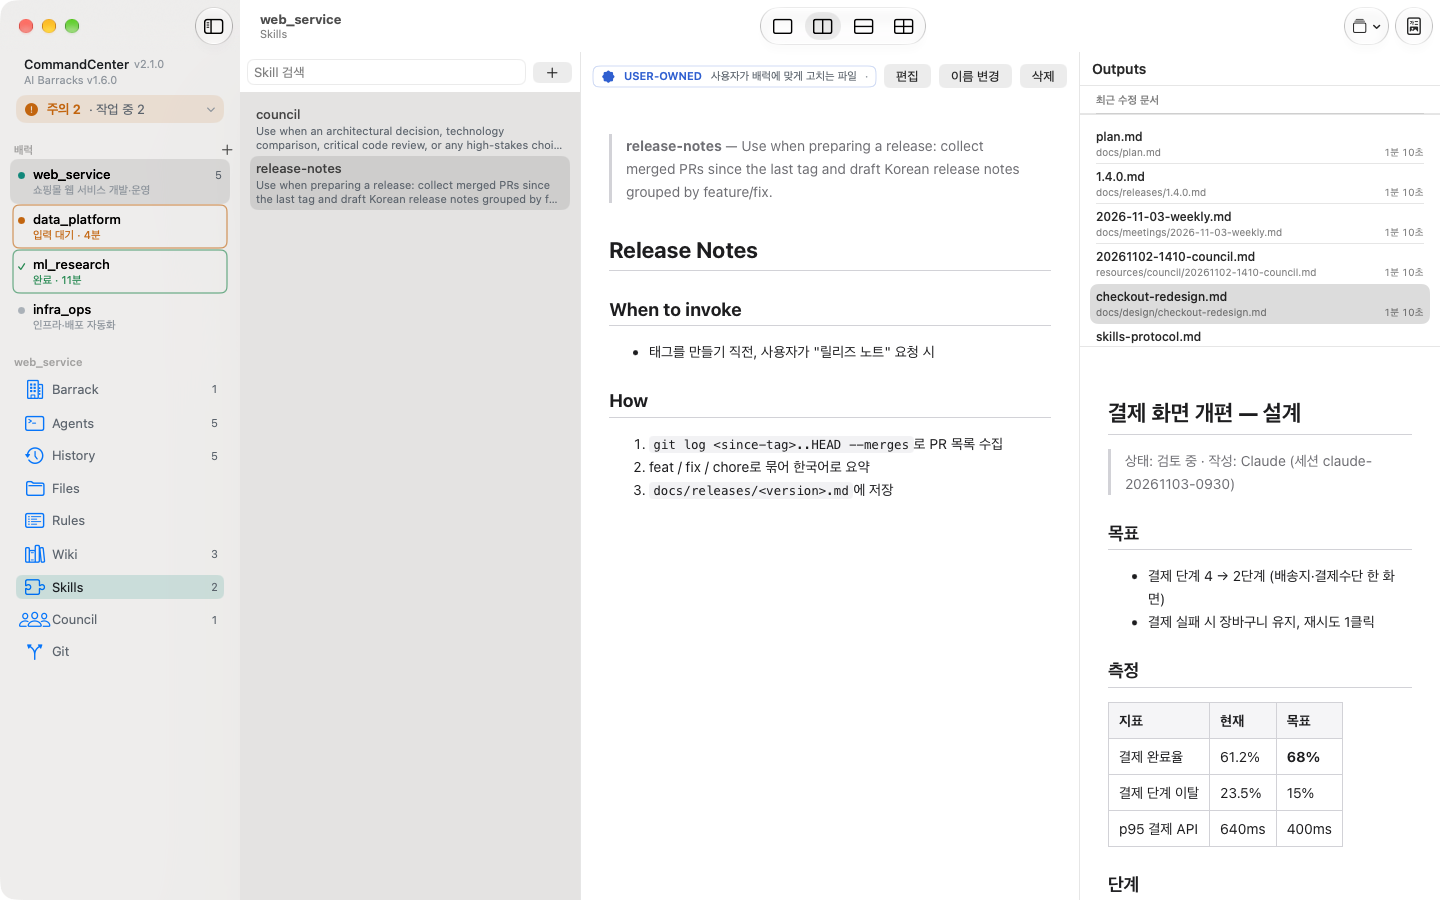 CommandCenter v2.1.0
AI Barracks v1.6.0
주의 2 · 작업 중 2
배럭
web_service 5
쇼핑몰 웹 서비스 개발·운영
data_platform
입력 대기 · 4분
ml_research
완료 · 11분
infra_ops
인프라·배포 자동화
web_service
Barrack 1
Agents 5
History 5
Files
Rules
Wiki 3
Skills 2
Council 1
Git
web_service
Skills
Skill 검색
council
Use when an architectural decision, technology
comparison, critical code review, or any high-stakes choi...
release-notes
Use when preparing a release: collect merged PRs since
the last tag and draft Korean release notes grouped by f...
USER-OWNED 사용자가 배럭에 맞게 고치는 파일 ·
편집
이름 변경
삭제
release-notes — Use when preparing a release: collect
merged PRs since the last tag and draft Korean release notes
grouped by feature/fix.
Release Notes
When to invoke
• 태그를 만들기 직전, 사용자가 "릴리즈 노트" 요청 시
How
1. git log <since-tag>..HEAD --merges 로 PR 목록 수집
2. feat / fix / chore로 묶어 한국어로 요약
3. docs/releases/<version>.md 에 저장
Outputs
최근 수정 문서
plan.md
docs/plan.md 1분 10초
1.4.0.md
docs/releases/1.4.0.md 1분 10초
2026-11-03-weekly.md
docs/meetings/2026-11-03-weekly.md 1분 10초
20261102-1410-council.md
resources/council/20261102-1410-council.md 1분 10초
checkout-redesign.md
docs/design/checkout-redesign.md 1분 10초
skills-protocol.md
결제 화면 개편 — 설계
상태: 검토 중 · 작성: Claude (세션 claude-
20261103-0930)
목표
• 결제 단계 4 → 2단계 (배송지·결제수단 한 화
면)
• 결제 실패 시 장바구니 유지, 재시도 1클릭
측정
지표 현재 목표
결제 완료율 61.2% 68%
결제 단계 이탈 23.5% 15%
p95 결제 API 640ms 400ms
단계